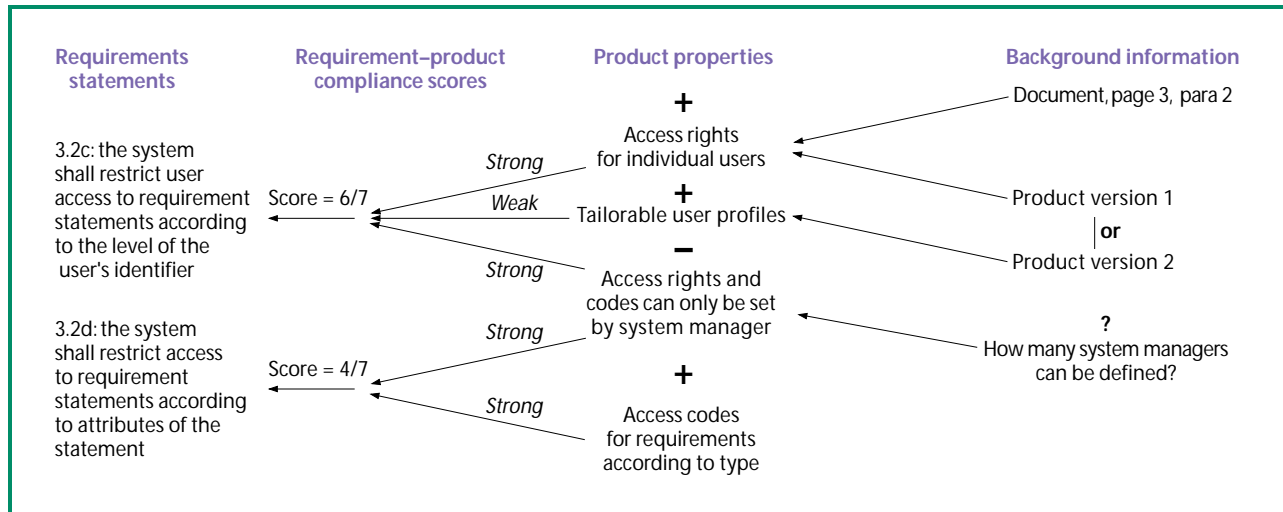 Requirements
statements
Requirement–product
compliance scores
Product properties
Background information
3.2c: the system
shall restrict user
access to requirement
statements according
to the level of the
user's identifier
3.2d: the system
shall restrict access
to requirement
statements according
to attributes of the
statement
Score = 6/7
Score = 4/7
Strong
Weak
Strong
Strong
Strong
+
Access rights
for individual users
+
Tailorable user profiles
–
Access rights and
codes can only be set
by system manager
+
Access codes
for requirements
according to type
Document, page 3, para 2
Product version 1
or
Product version 2
?
How many system managers
can be defined?